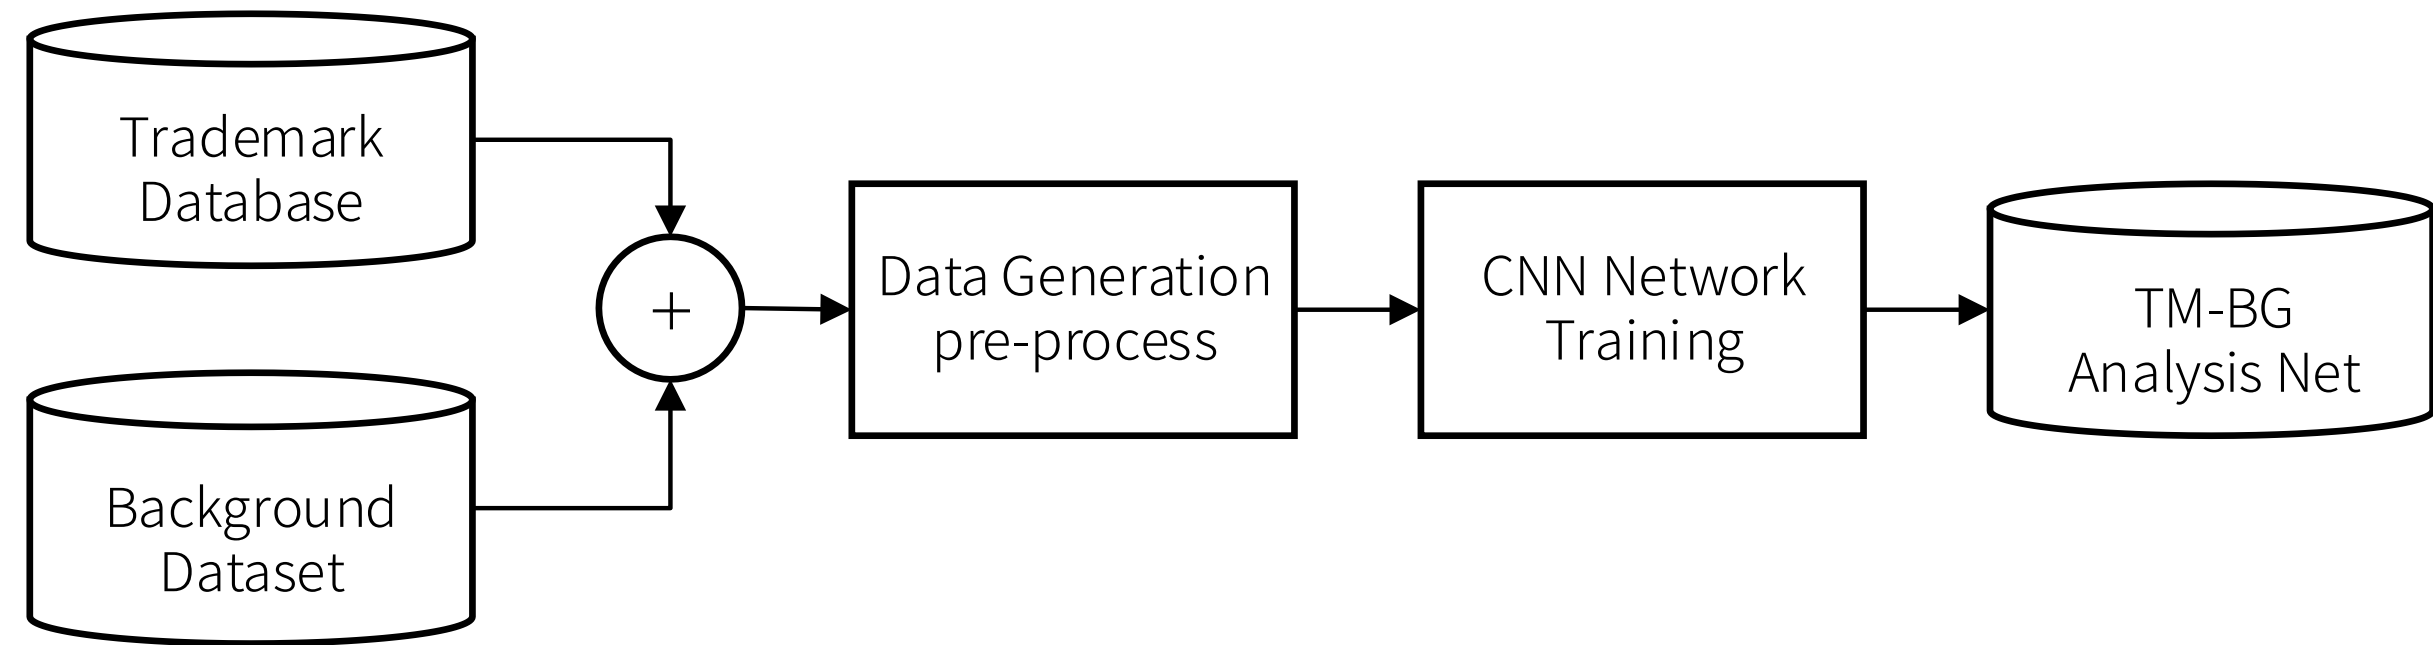 Trademark
Database
Background
Dataset
+
Data Generation
pre-process
CNN Network
Training
TM-BG
Analysis Net